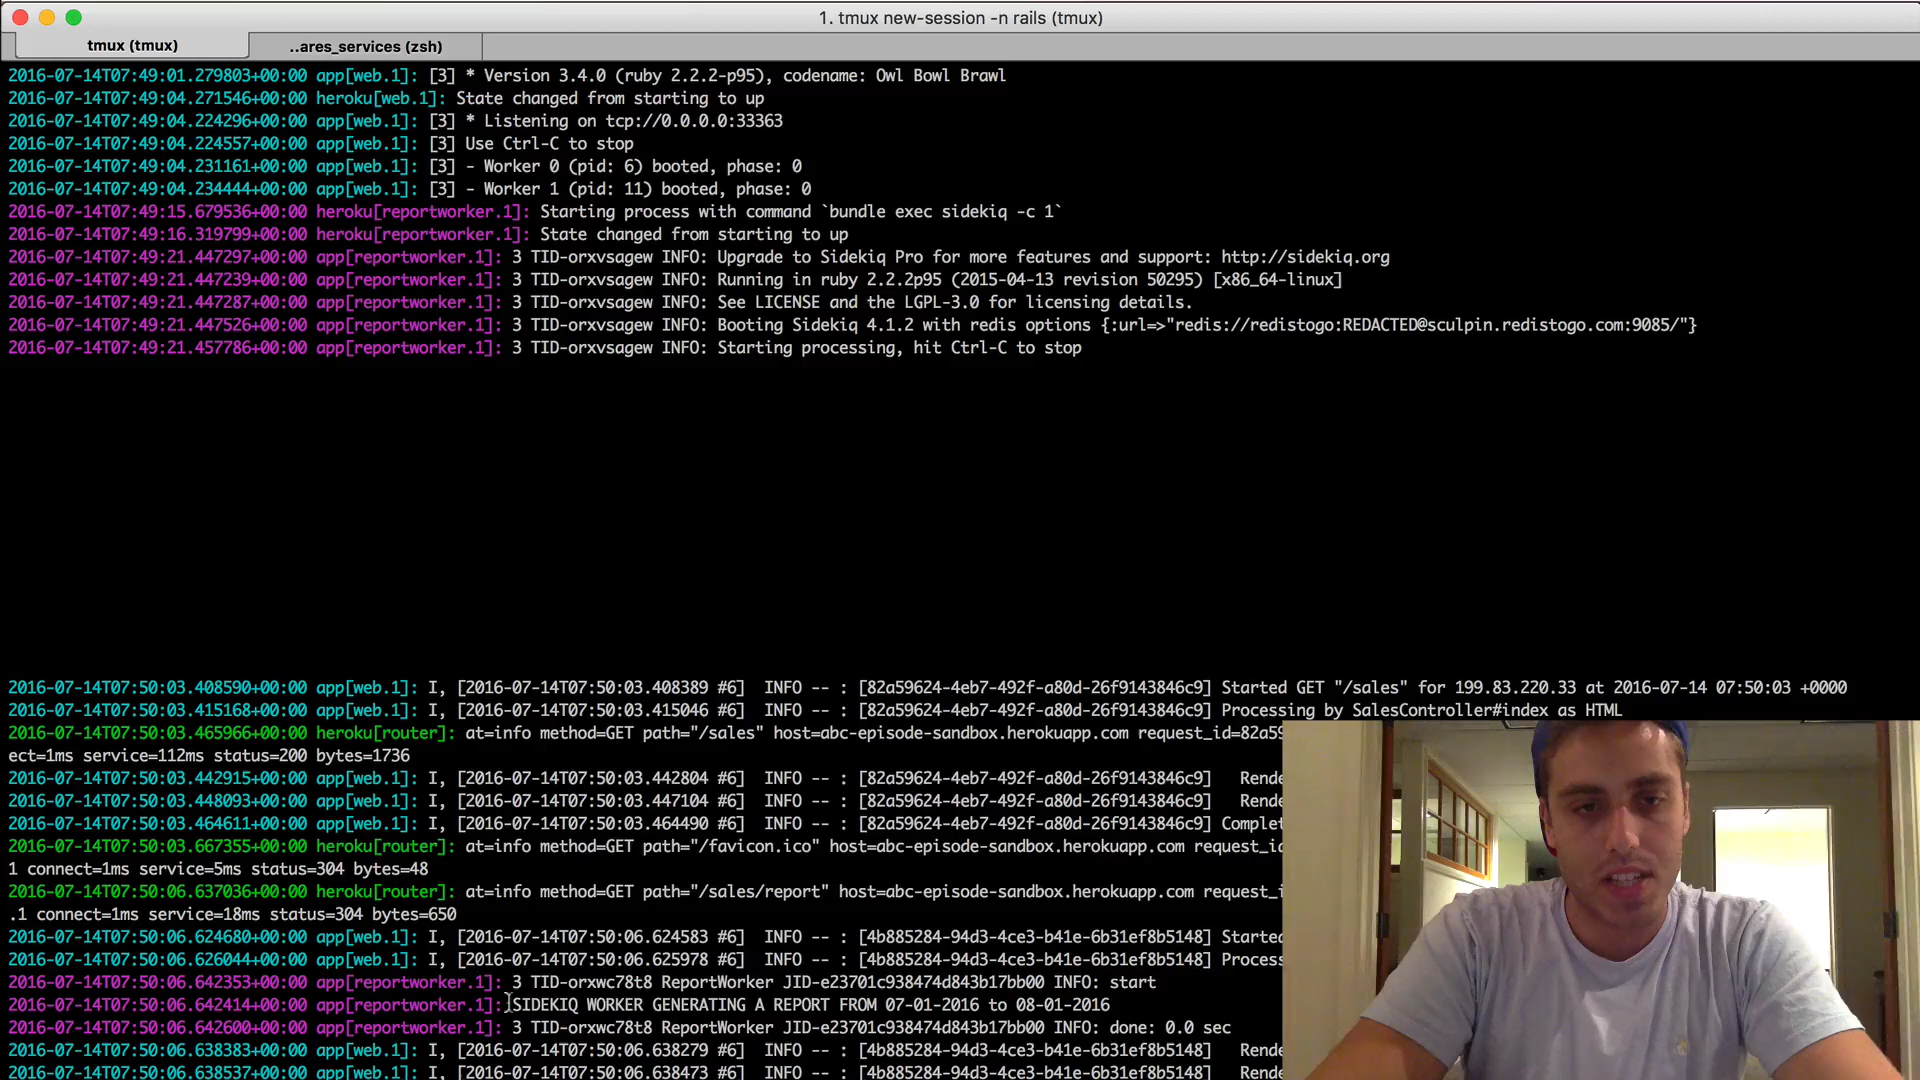 1. tmux new-session -n rails (tmux)
tmux (tmux)
..ares_services (zsh)
2016-07-14T07:49:01.279803+00:00 app[web.1]: [3] * Version 3.4.0 (ruby 2.2.2-p95), codename: Owl Bowl Brawl
2016-07-14T07:49:04.271546+00:00 heroku[web.1]: State changed from starting to up
2016-07-14T07:49:04.224296+00:00 app[web.1]: [3] * Listening on tcp://0.0.0.0:33363
2016-07-14T07:49:04.224557+00:00 app[web.1]: [3] Use Ctrl-C to stop
2016-07-14T07:49:04.231161+00:00 app[web.1]: [3] - Worker 0 (pid: 6) booted, phase: 0
2016-07-14T07:49:04.234444+00:00 app[web.1]: [3] - Worker 1 (pid: 11) booted, phase: 0
2016-07-14T07:49:15.679536+00:00 heroku[reportworker.1]: Starting process with command `bundle exec sidekiq -c 1`
2016-07-14T07:49:16.319799+00:00 heroku[reportworker.1]: State changed from starting to up
2016-07-14T07:49:21.447297+00:00 app[reportworker.1]: 3 TID-orxvsagew INFO: Upgrade to Sidekiq Pro for more features and support: http://sidekiq.org
2016-07-14T07:49:21.447239+00:00 app[reportworker.1]: 3 TID-orxvsagew INFO: Running in ruby 2.2.2p95 (2015-04-13 revision 50295) [x86_64-linux]
2016-07-14T07:49:21.447287+00:00 app[reportworker.1]: 3 TID-orxvsagew INFO: See LICENSE and the LGPL-3.0 for licensing details.
2016-07-14T07:49:21.447526+00:00 app[reportworker.1]: 3 TID-orxvsagew INFO: Booting Sidekiq 4.1.2 with redis options {:url=>"redis://redistogo:REDACTED@sculpin.redistogo.com:9085/"}
2016-07-14T07:49:21.457786+00:00 app[reportworker.1]: 3 TID-orxvsagew INFO: Starting processing, hit Ctrl-C to stop
2016-07-14T07:50:03.408590+00:00 app[web.1]: I, [2016-07-14T07:50:03.408389 #6]  INFO -- : [82a59624-4eb7-492f-a80d-26f9143846c9] Started GET "/sales" for 199.83.220.33 at 2016-07-14 07:50:03 +0000
2016-07-14T07:50:03.415168+00:00 app[web.1]: I, [2016-07-14T07:50:03.415046 #6]  INFO -- : [82a59624-4eb7-492f-a80d-26f9143846c9] Processing by SalesController#index as HTML
2016-07-14T07:50:03.465966+00:00 heroku[router]: at=info method=GET path="/sales" host=abc-episode-sandbox.herokuapp.com request_id=82a59
ect=1ms service=112ms status=200 bytes=1736
2016-07-14T07:50:03.442915+00:00 app[web.1]: I, [2016-07-14T07:50:03.442804 #6]  INFO -- : [82a59624-4eb7-492f-a80d-26f9143846c9]   Rende
2016-07-14T07:50:03.448093+00:00 app[web.1]: I, [2016-07-14T07:50:03.447104 #6]  INFO -- : [82a59624-4eb7-492f-a80d-26f9143846c9]   Rende
2016-07-14T07:50:03.464611+00:00 app[web.1]: I, [2016-07-14T07:50:03.464490 #6]  INFO -- : [82a59624-4eb7-492f-a80d-26f9143846c9] Complet
2016-07-14T07:50:03.667355+00:00 heroku[router]: at=info method=GET path="/favicon.ico" host=abc-episode-sandbox.herokuapp.com request_id
1 connect=1ms service=5ms status=304 bytes=48
2016-07-14T07:50:06.637036+00:00 heroku[router]: at=info method=GET path="/sales/report" host=abc-episode-sandbox.herokuapp.com request_i
.1 connect=1ms service=18ms status=304 bytes=650
2016-07-14T07:50:06.624680+00:00 app[web.1]: I, [2016-07-14T07:50:06.624583 #6]  INFO -- : [4b885284-94d3-4ce3-b41e-6b31ef8b5148] Started
2016-07-14T07:50:06.626044+00:00 app[web.1]: I, [2016-07-14T07:50:06.625978 #6]  INFO -- : [4b885284-94d3-4ce3-b41e-6b31ef8b5148] Process
2016-07-14T07:50:06.642353+00:00 app[reportworker.1]: 3 TID-orxwc78t8 ReportWorker JID-e23701c938474d843b17bb00 INFO: start
2016-07-14T07:50:06.642414+00:00 app[reportworker.1]: SIDEKIQ WORKER GENERATING A REPORT FROM 07-01-2016 to 08-01-2016
2016-07-14T07:50:06.642600+00:00 app[reportworker.1]: 3 TID-orxwc78t8 ReportWorker JID-e23701c938474d843b17bb00 INFO: done: 0.0 sec
2016-07-14T07:50:06.638383+00:00 app[web.1]: I, [2016-07-14T07:50:06.638279 #6]  INFO -- : [4b885284-94d3-4ce3-b41e-6b31ef8b5148]   Rende
2016-07-14T07:50:06.638537+00:00 app[web.1]: I, [2016-07-14T07:50:06.638473 #6]  INFO -- : [4b885284-94d3-4ce3-b41e-6b31ef8b5148]   Rende